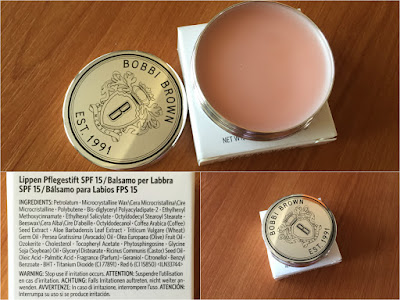 BOBBI BROWN
B
EST. 1991
Lippen Pflegestift SPF 15/Balsamo per Labbra
SPF 15/Bálsamo para Labios FPS 15
INGREDIENTS: Petrolatum • Microcrystalline Wax\Cera Microcristallina\Cire
Microcristalline • Polybutene • Bis-diglyceryl Polyacyladipate-2 • Ethylhexyl
Methoxycinnamate • Ethylhexyl Salicylate • Octyldodecyl Stearoyl Stearate •
Beeswax\Cera Alba\Cire d'Abeille • Octyldodecanol • Coffea Arabica (Coffee)
Seed Extract • Aloe Barbadensis Leaf Extract • Triticum Vulgare (Wheat)
Germ Oil • Persea Gratissima (Avocado) Oil • Olea Europaea (Olive) Fruit Oil •
Ozokerite • Cholesterol • Tocopheryl Acetate • Phytosphingosine • Glycine
Soja (Soybean) Oil • Glyceryl Distearate • Ricinus Communis (Castor) Seed Oil
Oleic Acid • Palmitic Acid • Fragrance (Parfum) • Geraniol • Citronellol • Benzyl
Benzoate • BHT • Titanium Dioxide (CI 77891) • Red 6 (CI 15850)
WARNING: Stop use if irritation occurs. ATTENTION: Suspendre l'utilisation
en cas d'irritation. ACHTUNG: Falls Irritationen auftreten, nicht weiter an-
wenden. AVVERTENZE: In caso di irritazione, interrompere l'uso. ATENCIÓN:
Interrumpa su uso si se produce irritación.
BOBBI BROWN
B
EST. 1991